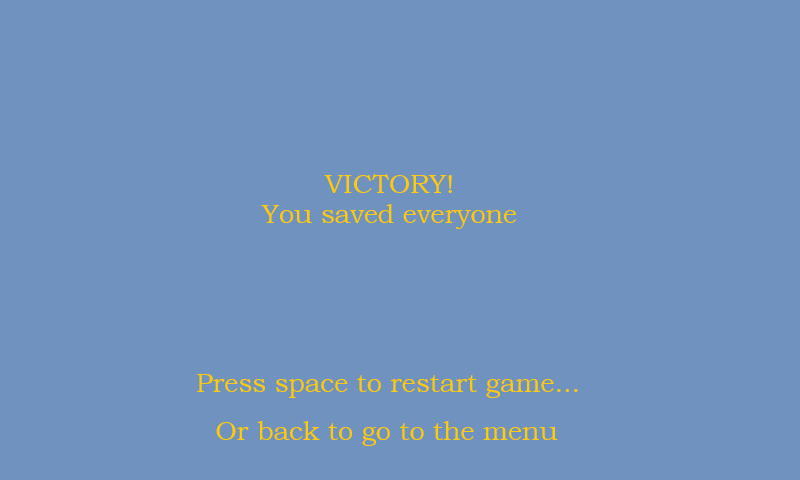 VICTORY!
You saved everyone
Press space to restart game...
Or back to go to the menu